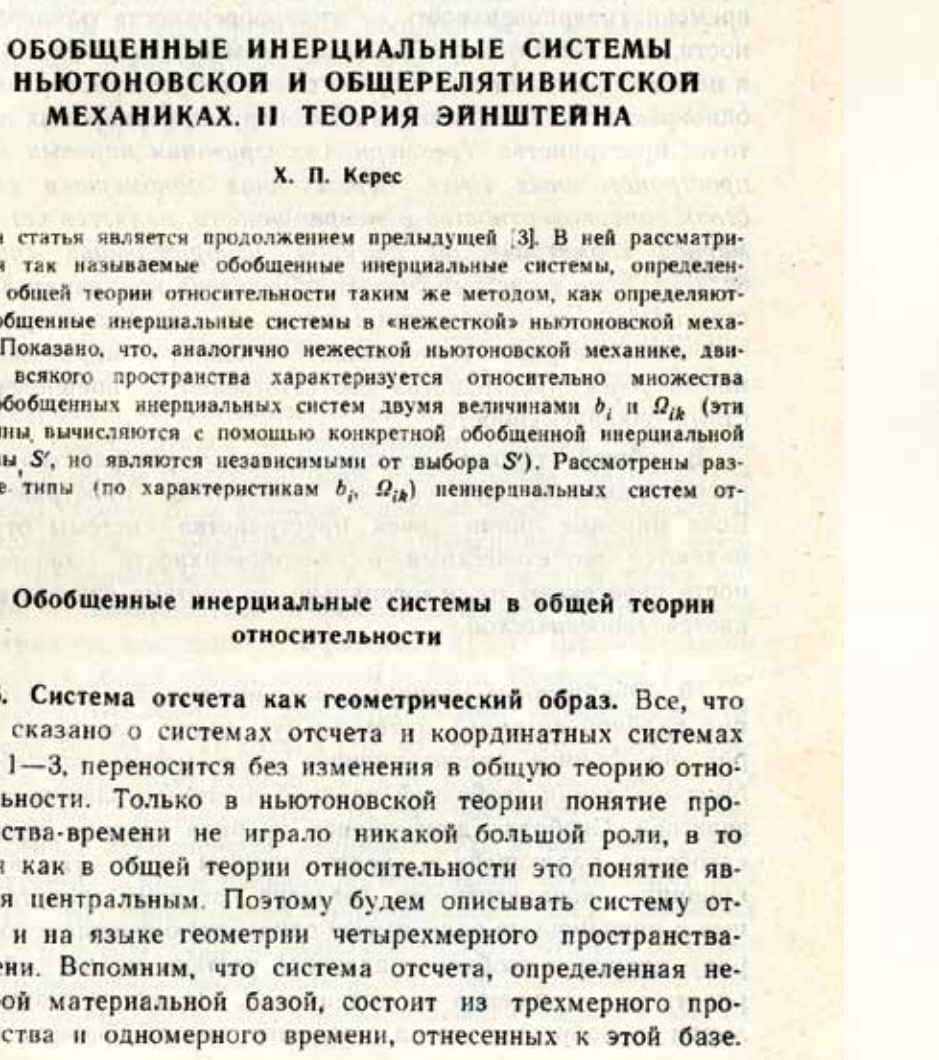 ОБОБЩЕННЫЕ ИНЕРЦИАЛЬНЫЕ СИСТЕМЫ
НЬЮТОНОВСКОЙ И ОБЩЕРЕЛЯТИВИСТСКОЙ
МЕХАНИКАХ. II ТЕОРИЯ ЭЙНШТЕЙНА
Х. П. Керес
статья является продолжением предыдущей [3]. В ней рассматри-
так называемые обобщенные инерциальные системы, определен-
общей теории относительности таким же методом, как определяют-
общенные инерциальные системы в «нежесткой» ньютоновской меха-
Показано, что, аналогично нежесткой ньютоновской механике, дви-
всякого пространства характеризуется относительно множества
обобщенных инерциальных систем двумя величинами b_i и Ω_{ik} (эти
ны вычисляются с помощью конкретной обобщенной инерциальной
ы S′, но являются независимыми от выбора S′). Рассмотрены раз-
е типы (по характеристикам b_i, Ω_{ik}) неинерциальных систем от-
Обобщенные инерциальные системы в общей теории
относительности
Система отсчета как геометрический образ. Все, что
сказано о системах отсчета и координатных системах
1—3, переносится без изменения в общую теорию отно-
ьности. Только в ньютоновской теории понятие про-
ства-времени не играло никакой большой роли, в то
как в общей теории относительности это понятие яв-
я центральным. Поэтому будем описывать систему от-
и на языке геометрии четырехмерного пространства-
ени. Вспомним, что система отсчета, определенная не-
ой материальной базой, состоит из трехмерного про-
ства и одномерного времени, отнесенных к этой базе.